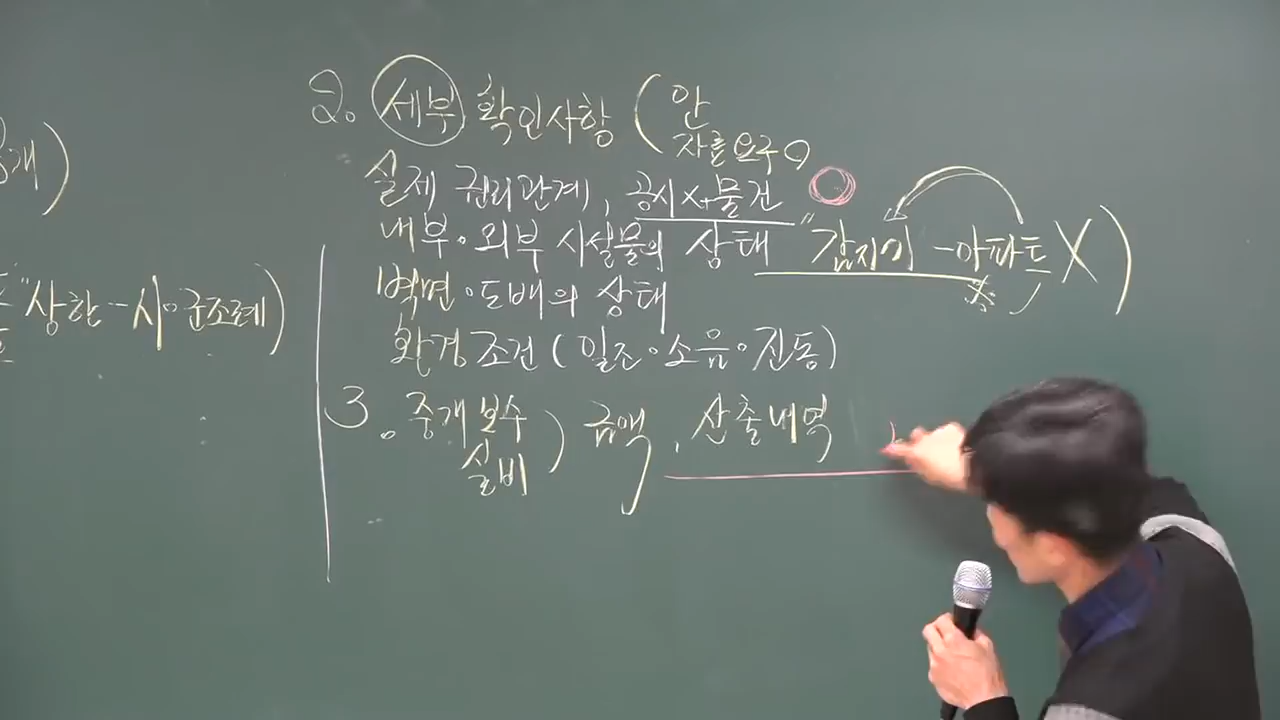 개)
"상한-시·군조례)
2. 세부 확인사항 (안
자료요구 0
실제 권리관계, 공시X물건
내부·외부 시설물의 상태 "감지기 -아파트 X)
벽면·도배의 상태
환경조건 (일조·소음·진동)
3. 중개보수
실비) 금액, 산출내역